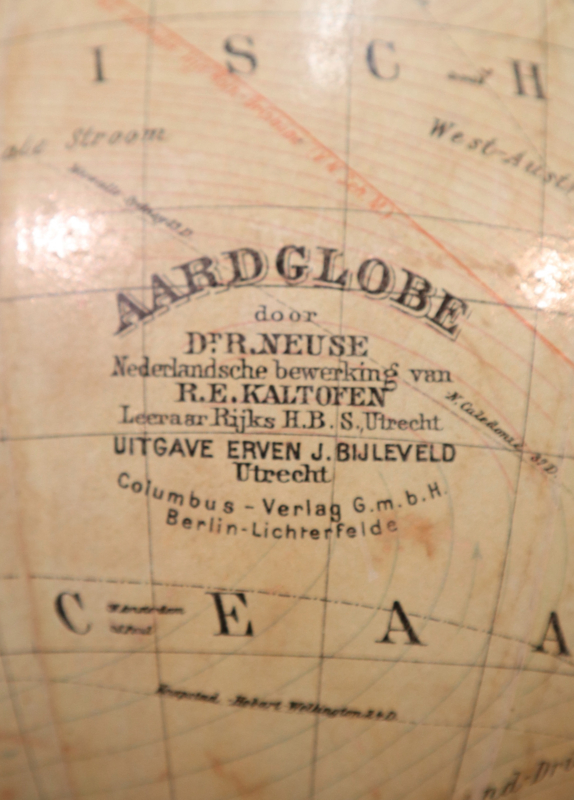 I S C H
ale Stroom
West-Austr
AARDGLOBE
door
Dr. R. NEUSE
Nederlandsche bewerking van
R. E. KALTOFEN
Leeraar Rijks H.B.S., Utrecht
UITGAVE ERVEN J. BIJLEVELD
Utrecht
Columbus - Verlag G.m.b.H.
Berlin-Lichterfelde
C E A A